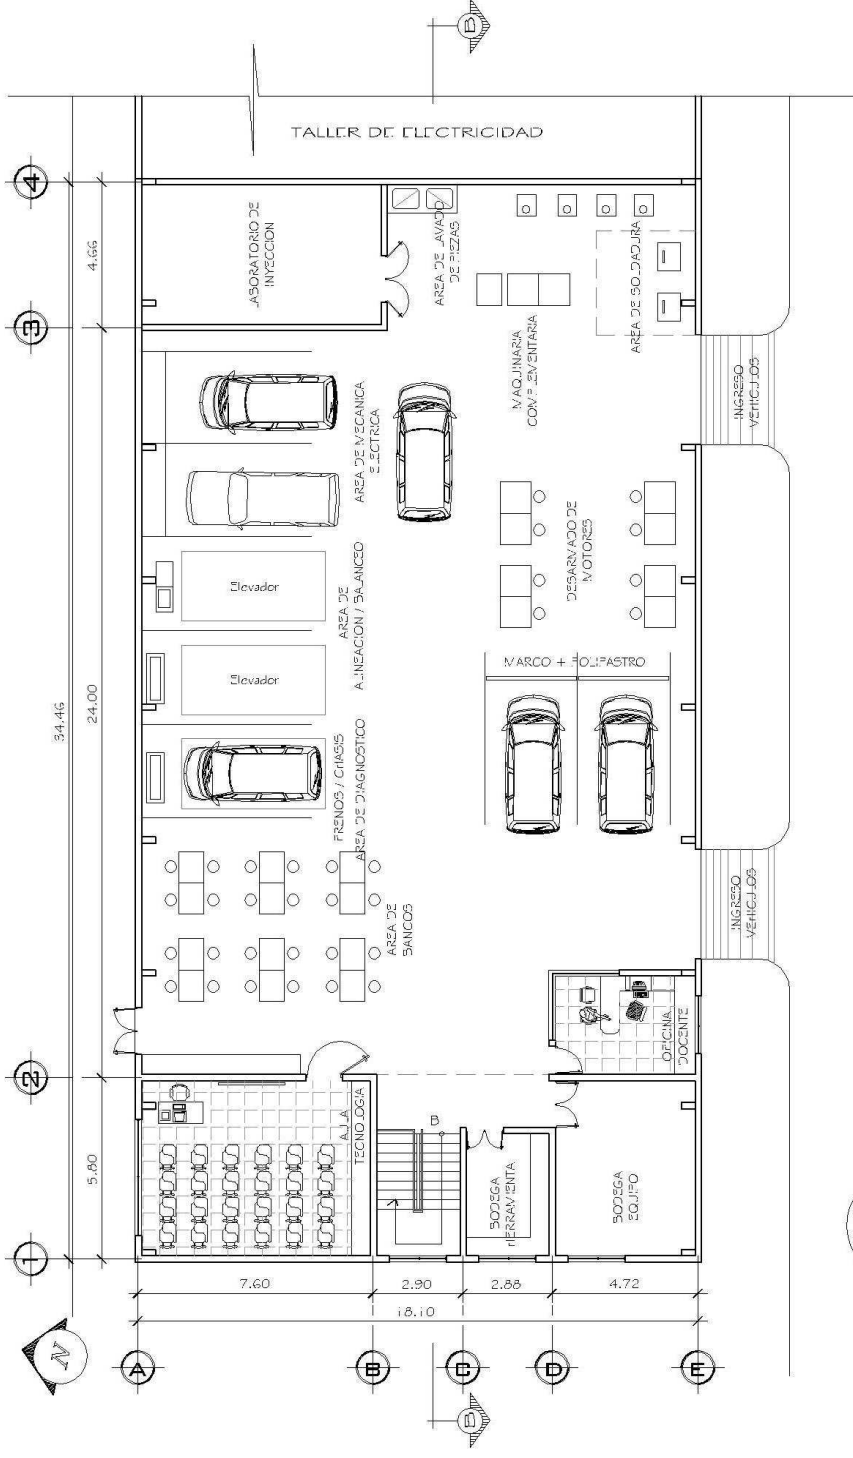 B
TALLER DE ELECTRICIDAD
4
LABORATORIO DE
INYECCION
AREA DE LAVADO
DE PIEZAS
AREA DE SOLDADURA
4.66
3
MAQUINARIA
COMPLEMENTARIA
INGRESO
VEHICULOS
AREA DE MECANICA
ELECTRICA
DESARMADO DE
MOTORES
Elevador
AREA DE
ALINEACION / BALANCEO
Elevador
MARCO + POLIPASTRO
34.46
24.00
FRENOS / CHASIS
AREA DE DIAGNOSTICO
INGRESO
VEHICULOS
AREA DE
BANCOS
OFICINA
DOCENTE
2
AULA
TECNOLOGIA
B
5.80
BODEGA
HERRAMIENTA
BODEGA
EQUIPO
1
7.60
2.90
2.88
4.72
18.10
N
A
B
C
D
E
B